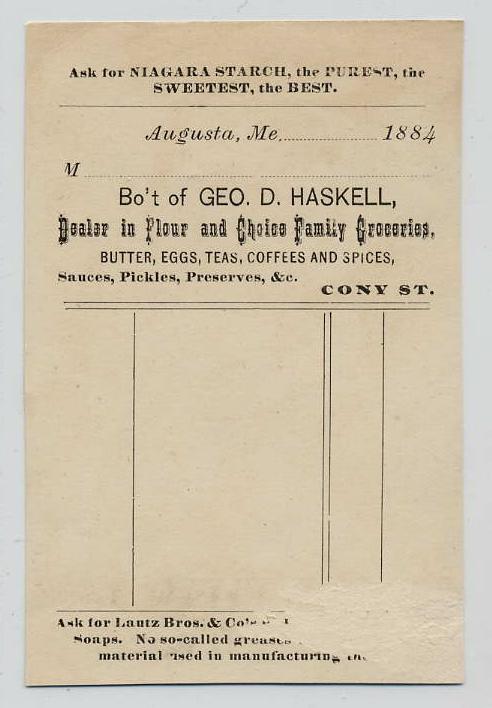 Ask for NIAGARA STARCH, the PUREST, the
SWEETEST, the BEST.
Augusta, Me. 1884
M
Bo't of GEO. D. HASKELL,
Dealer in Flour and Choice Family Groceries,
BUTTER, EGGS, TEAS, COFFEES AND SPICES,
Sauces, Pickles, Preserves, &c.
CONY ST.
Ask for Lautz Bros. & Co's
Soaps. No so-called
material used in manufacturing